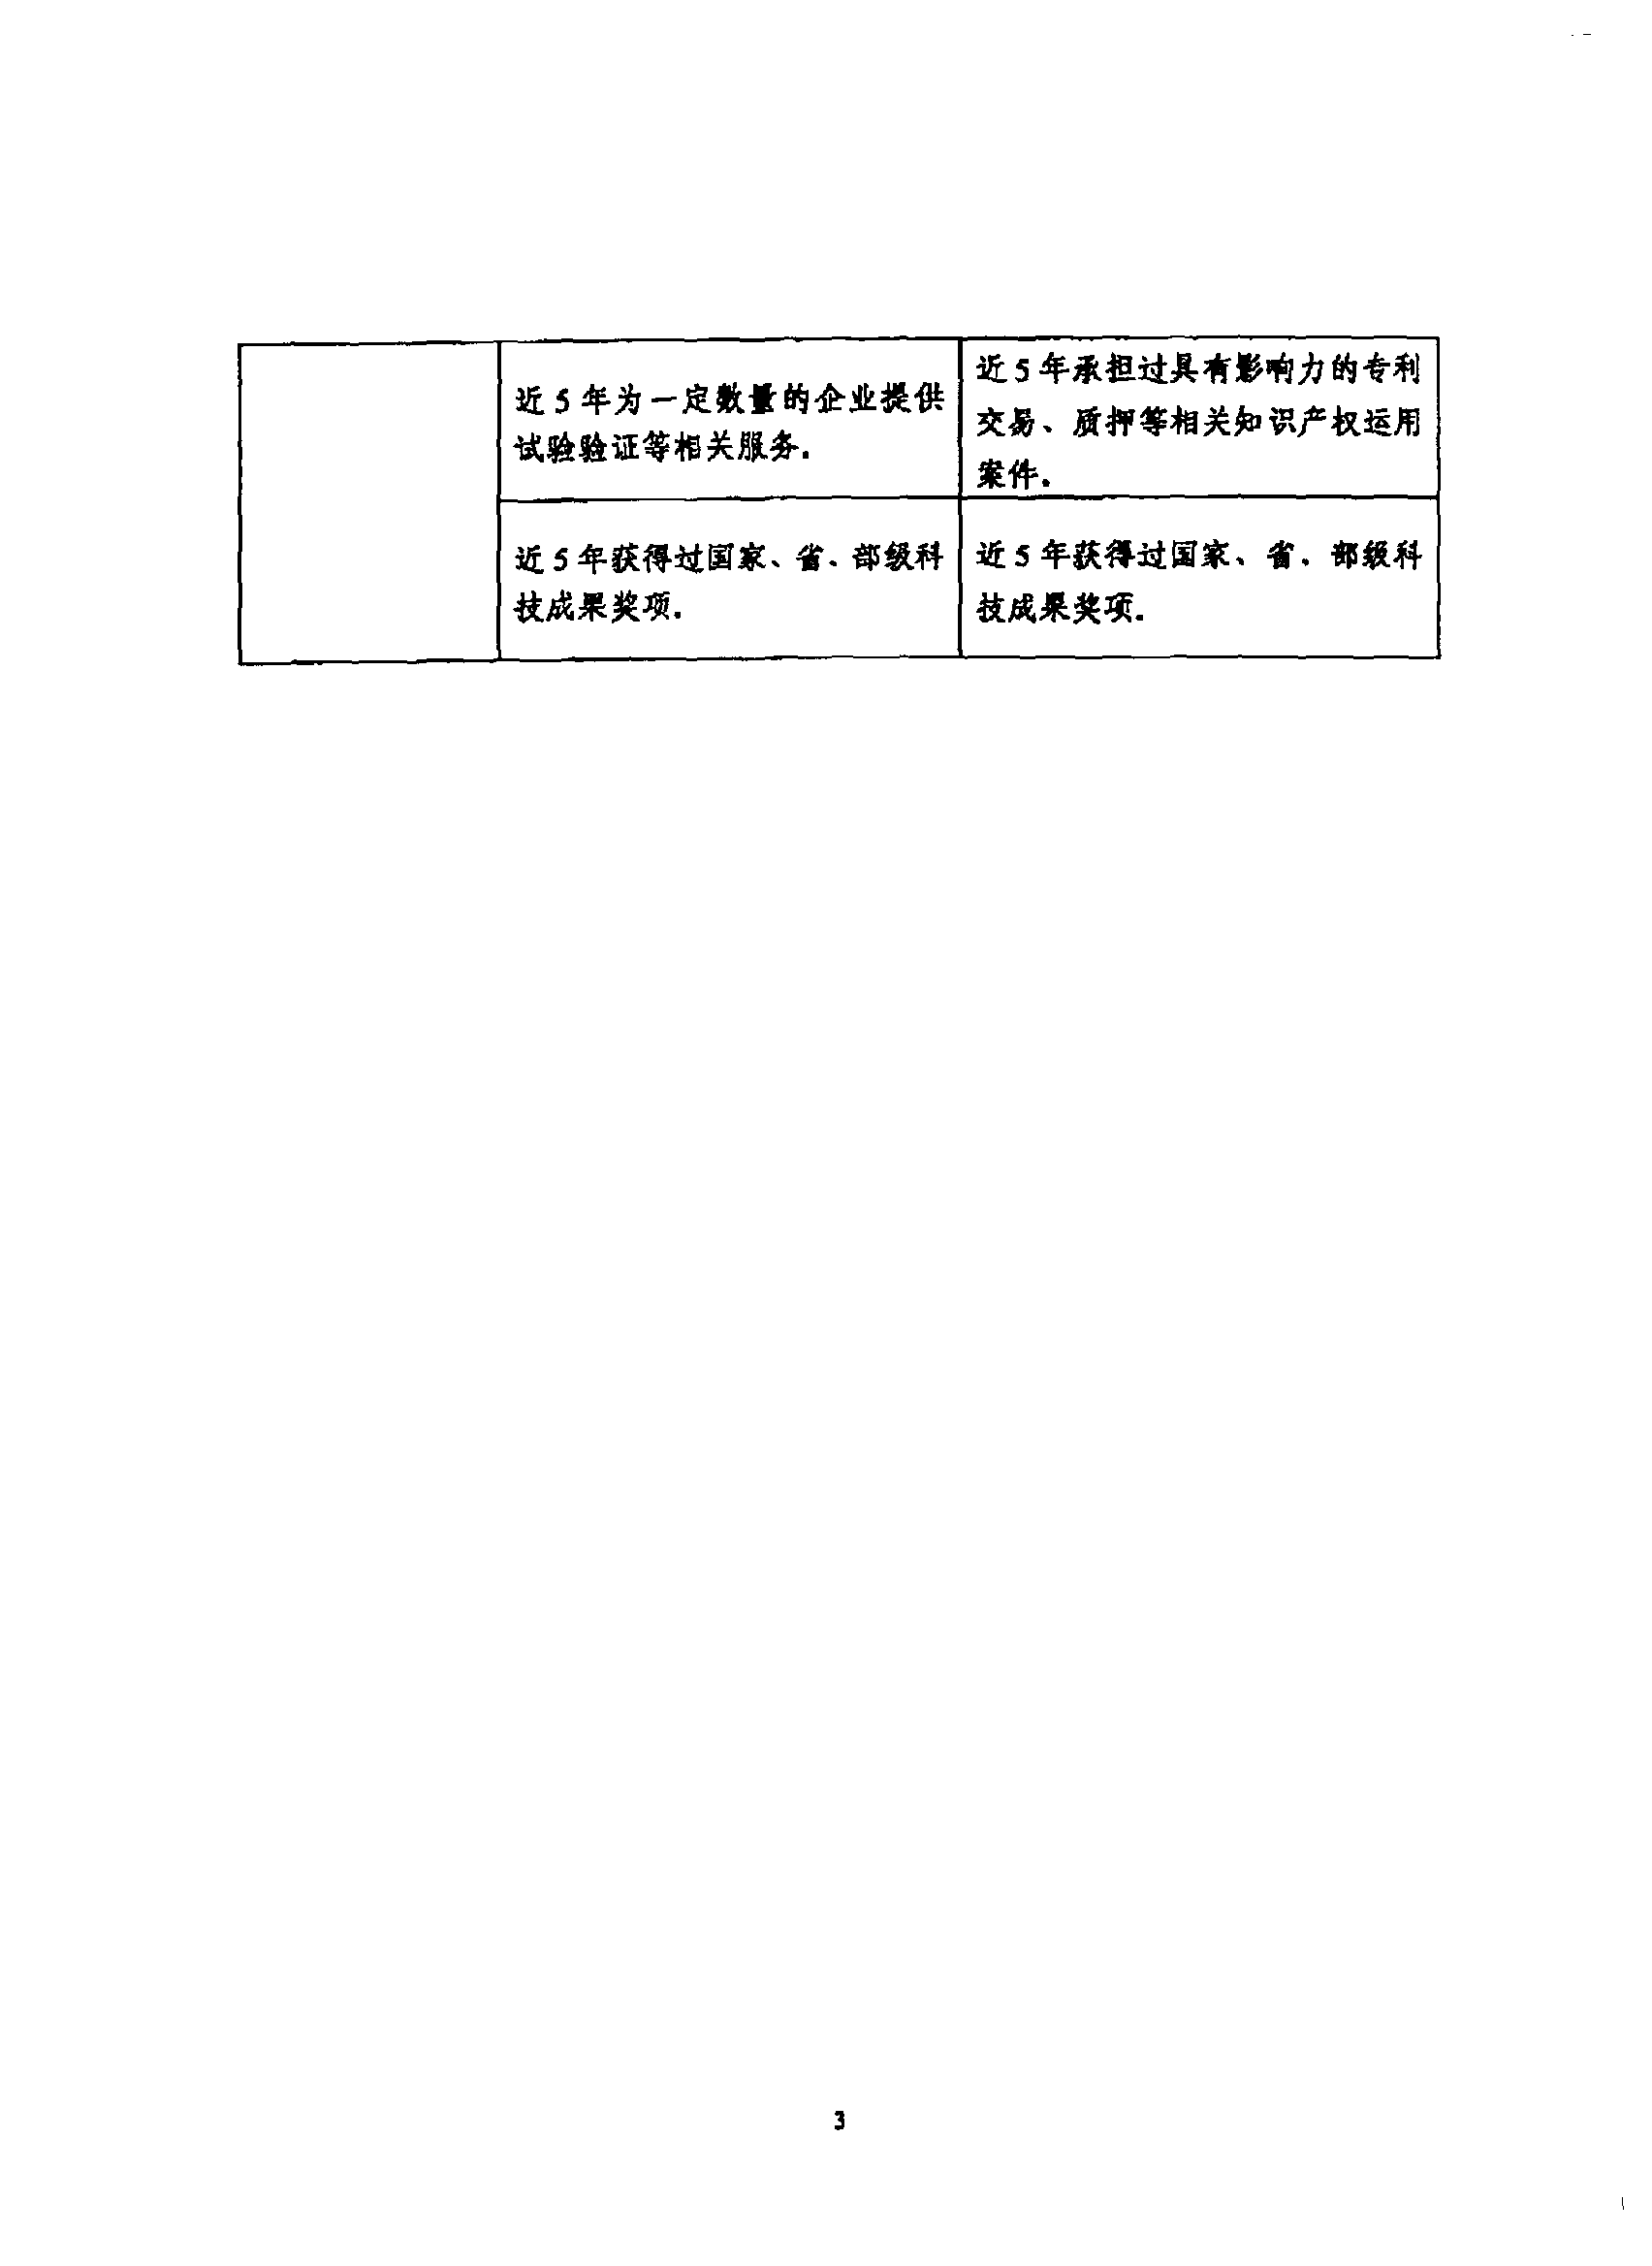 近 5 年为一定数量的企业提供
试验验证等相关服务。
近 5 年承担过具有影响力的专利
交易、质押等相关知识产权运用
案件。
近 5 年获得过国家、省、部级科
技成果奖项。
近 5 年获得过国家、省、部级科
技成果奖项。
3